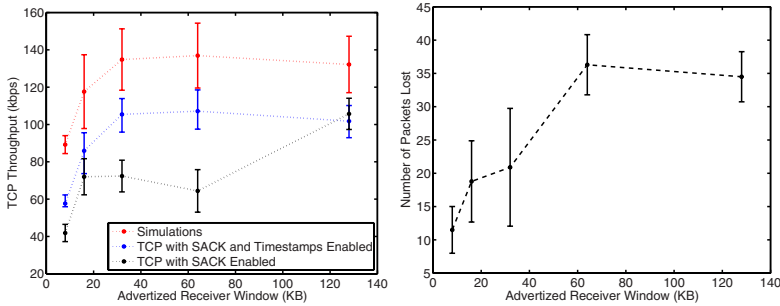 160
140
120
100
80
60
40
20
TCP Throughput (kbps)
Simulations
TCP with SACK and Timestamps Enabled
TCP with SACK Enabled
0 20 40 60 80 100 120 140
Advertized Receiver Window (KB)
45
40
35
30
25
20
15
10
5
Number of Packets Lost
0 20 40 60 80 100 120 140
Advertized Receiver Window (KB)